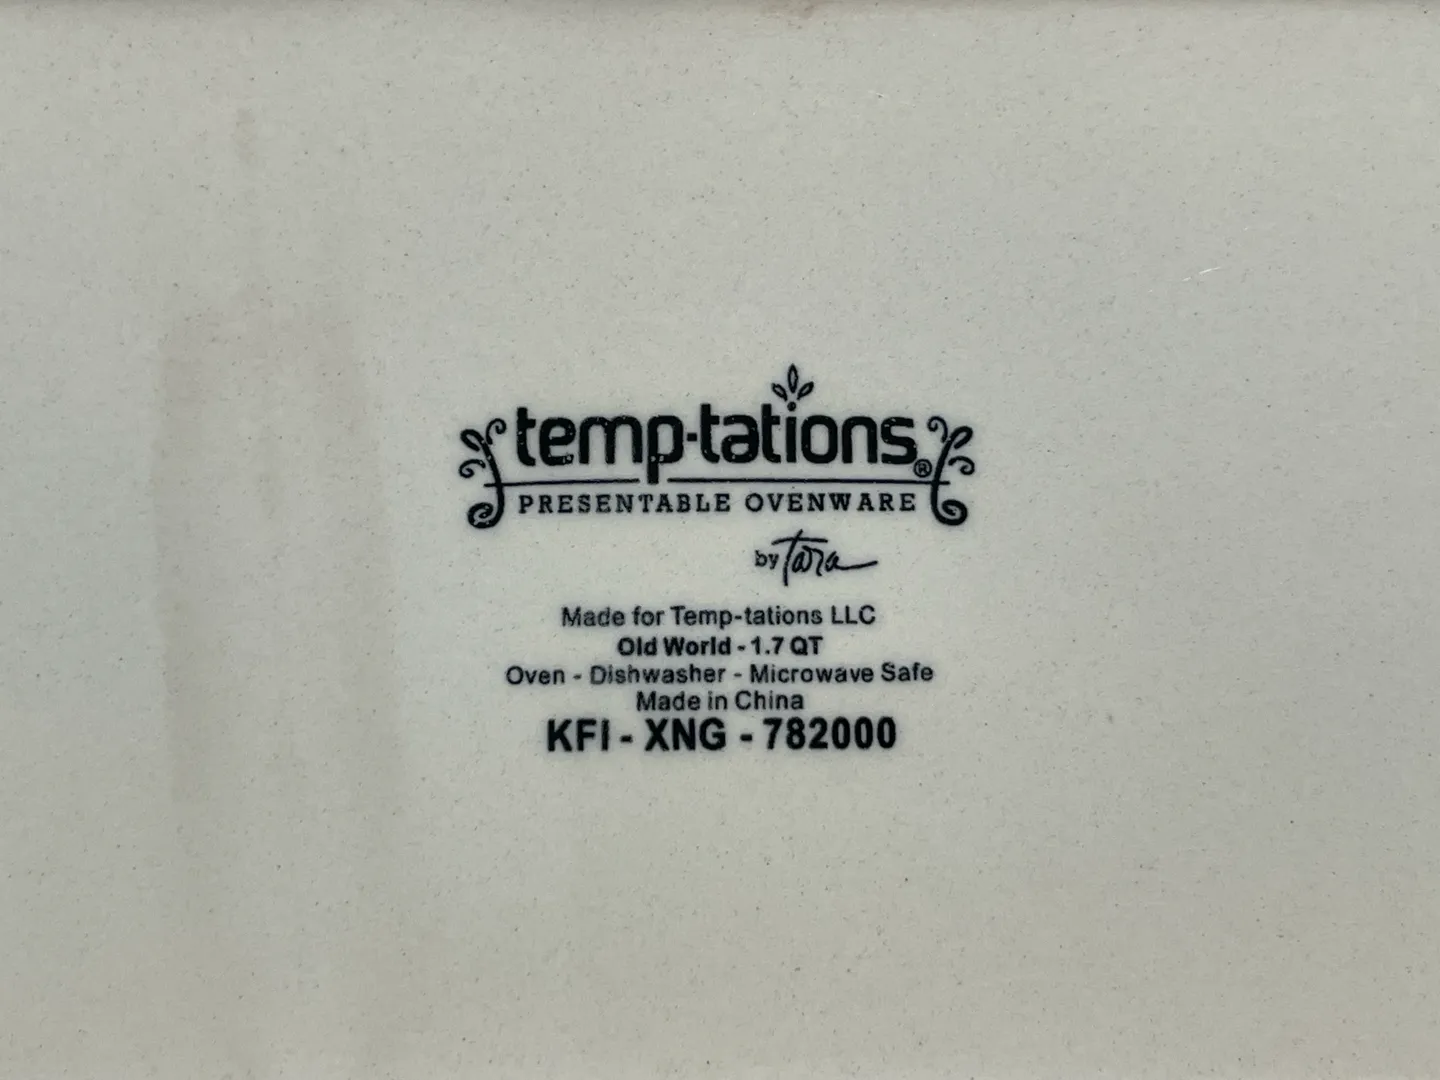 temp-tations®
PRESENTABLE OVENWARE
by Tara
Made for Temp-tations LLC
Old World - 1.7 QT
Oven - Dishwasher - Microwave Safe
Made in China
KFI - XNG - 782000